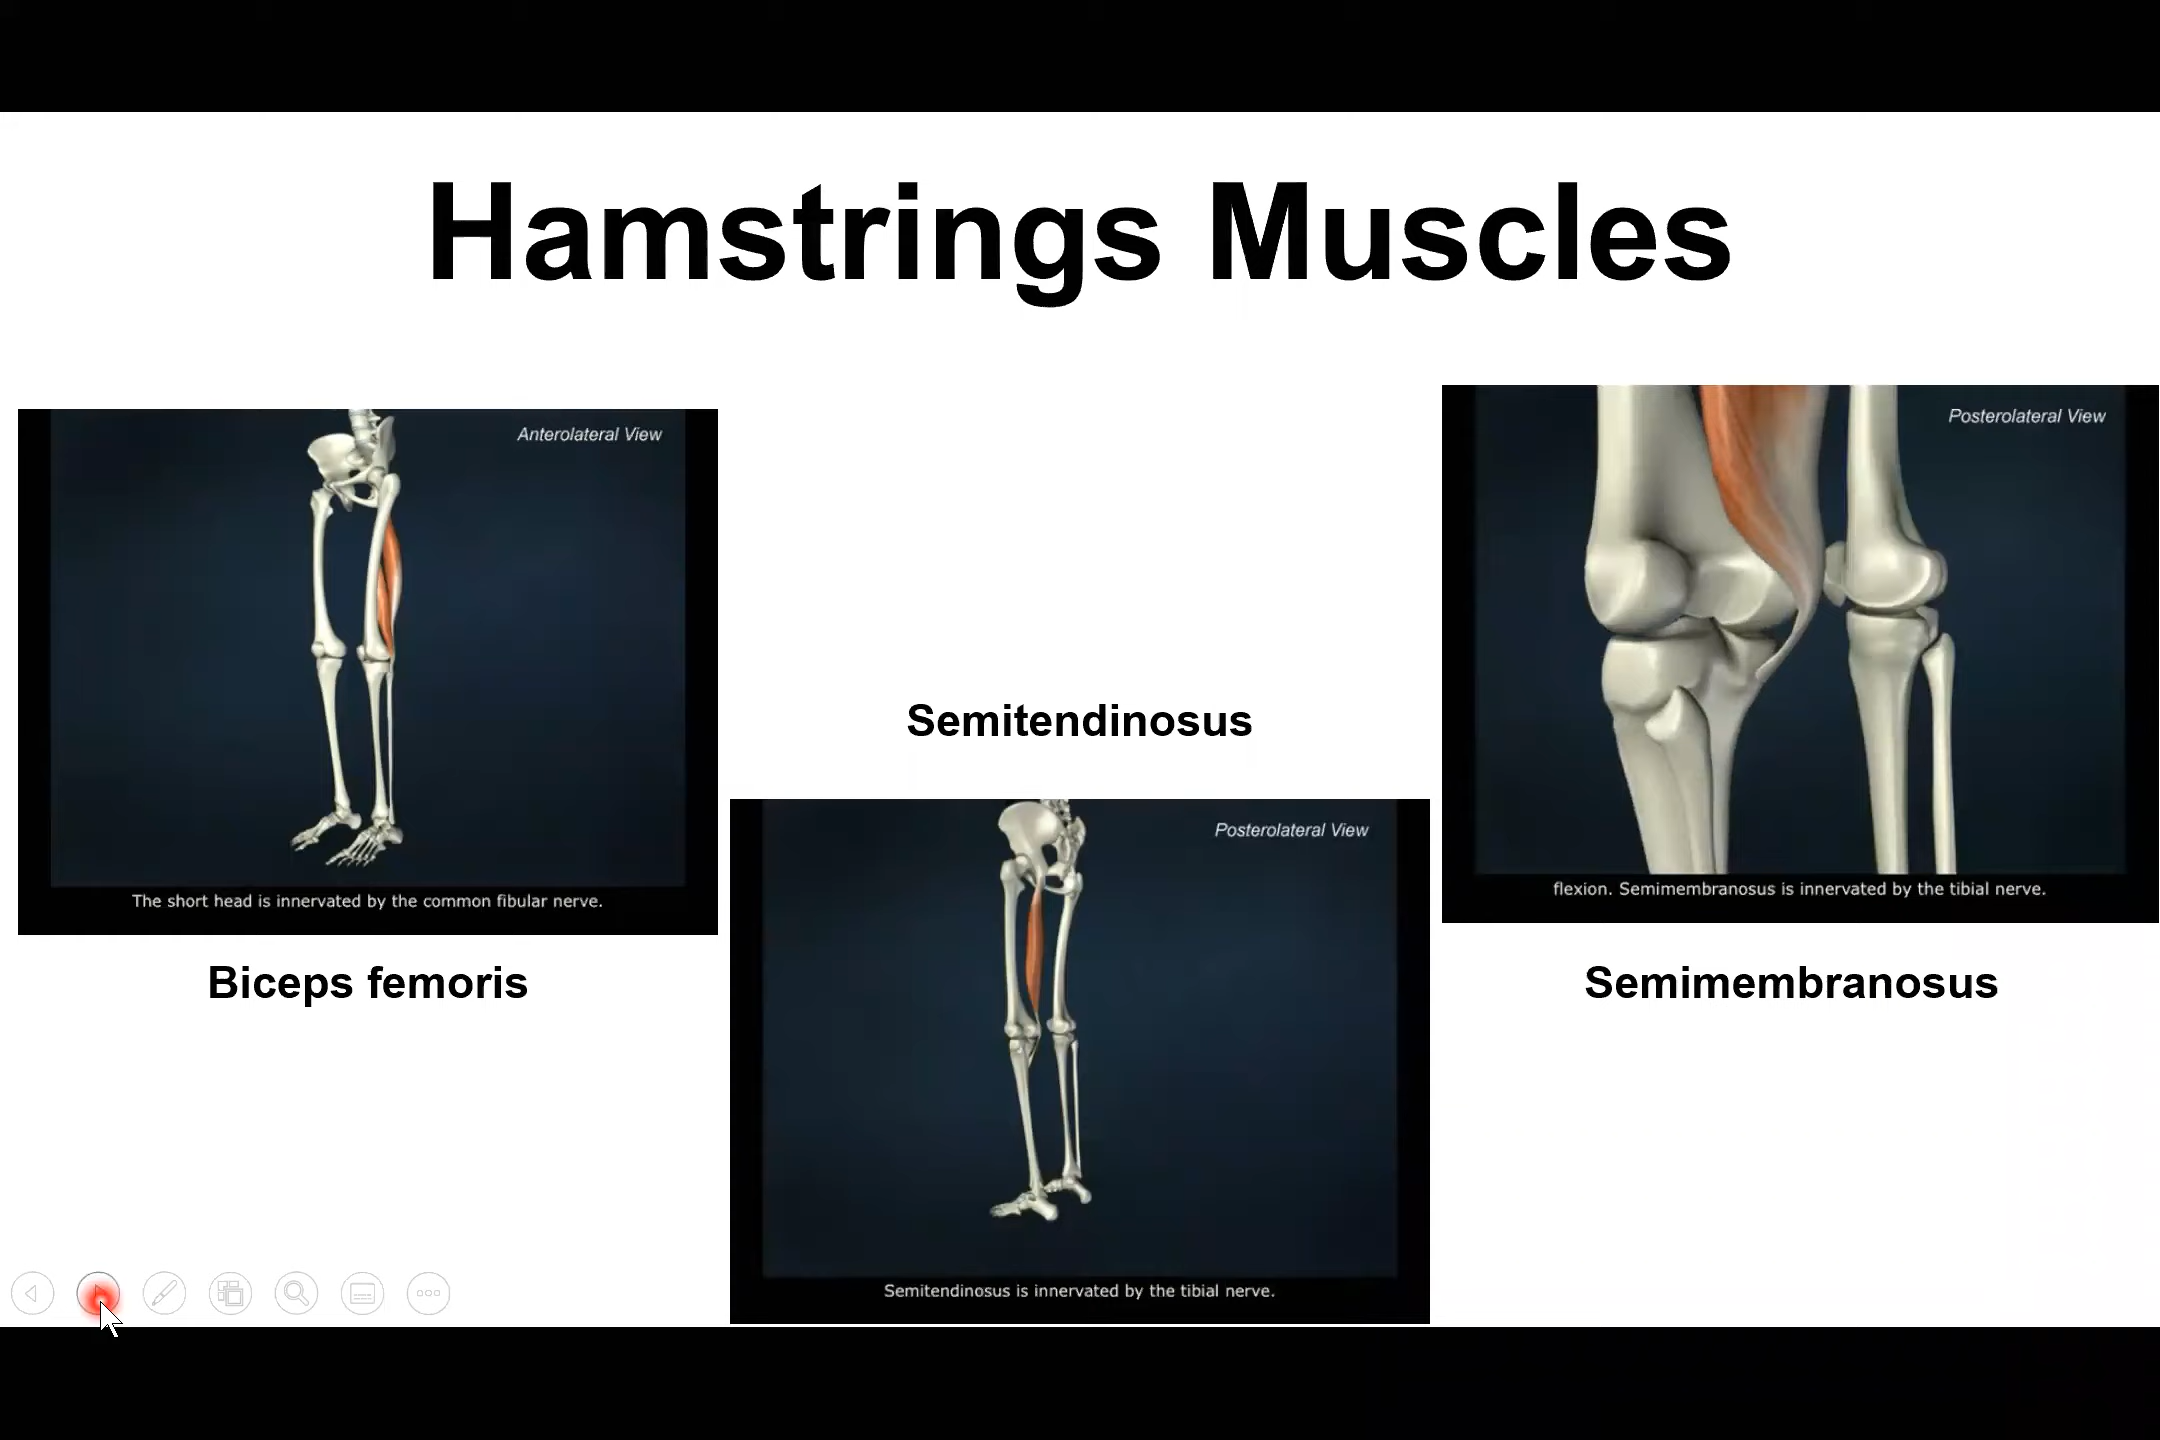 Hamstrings Muscles
Anterolateral View
The short head is innervated by the common fibular nerve.
Biceps femoris
Semitendinosus
Posterolateral View
Semitendinosus is innervated by the tibial nerve.
Posterolateral View
flexion. Semimembranosus is innervated by the tibial nerve.
Semimembranosus